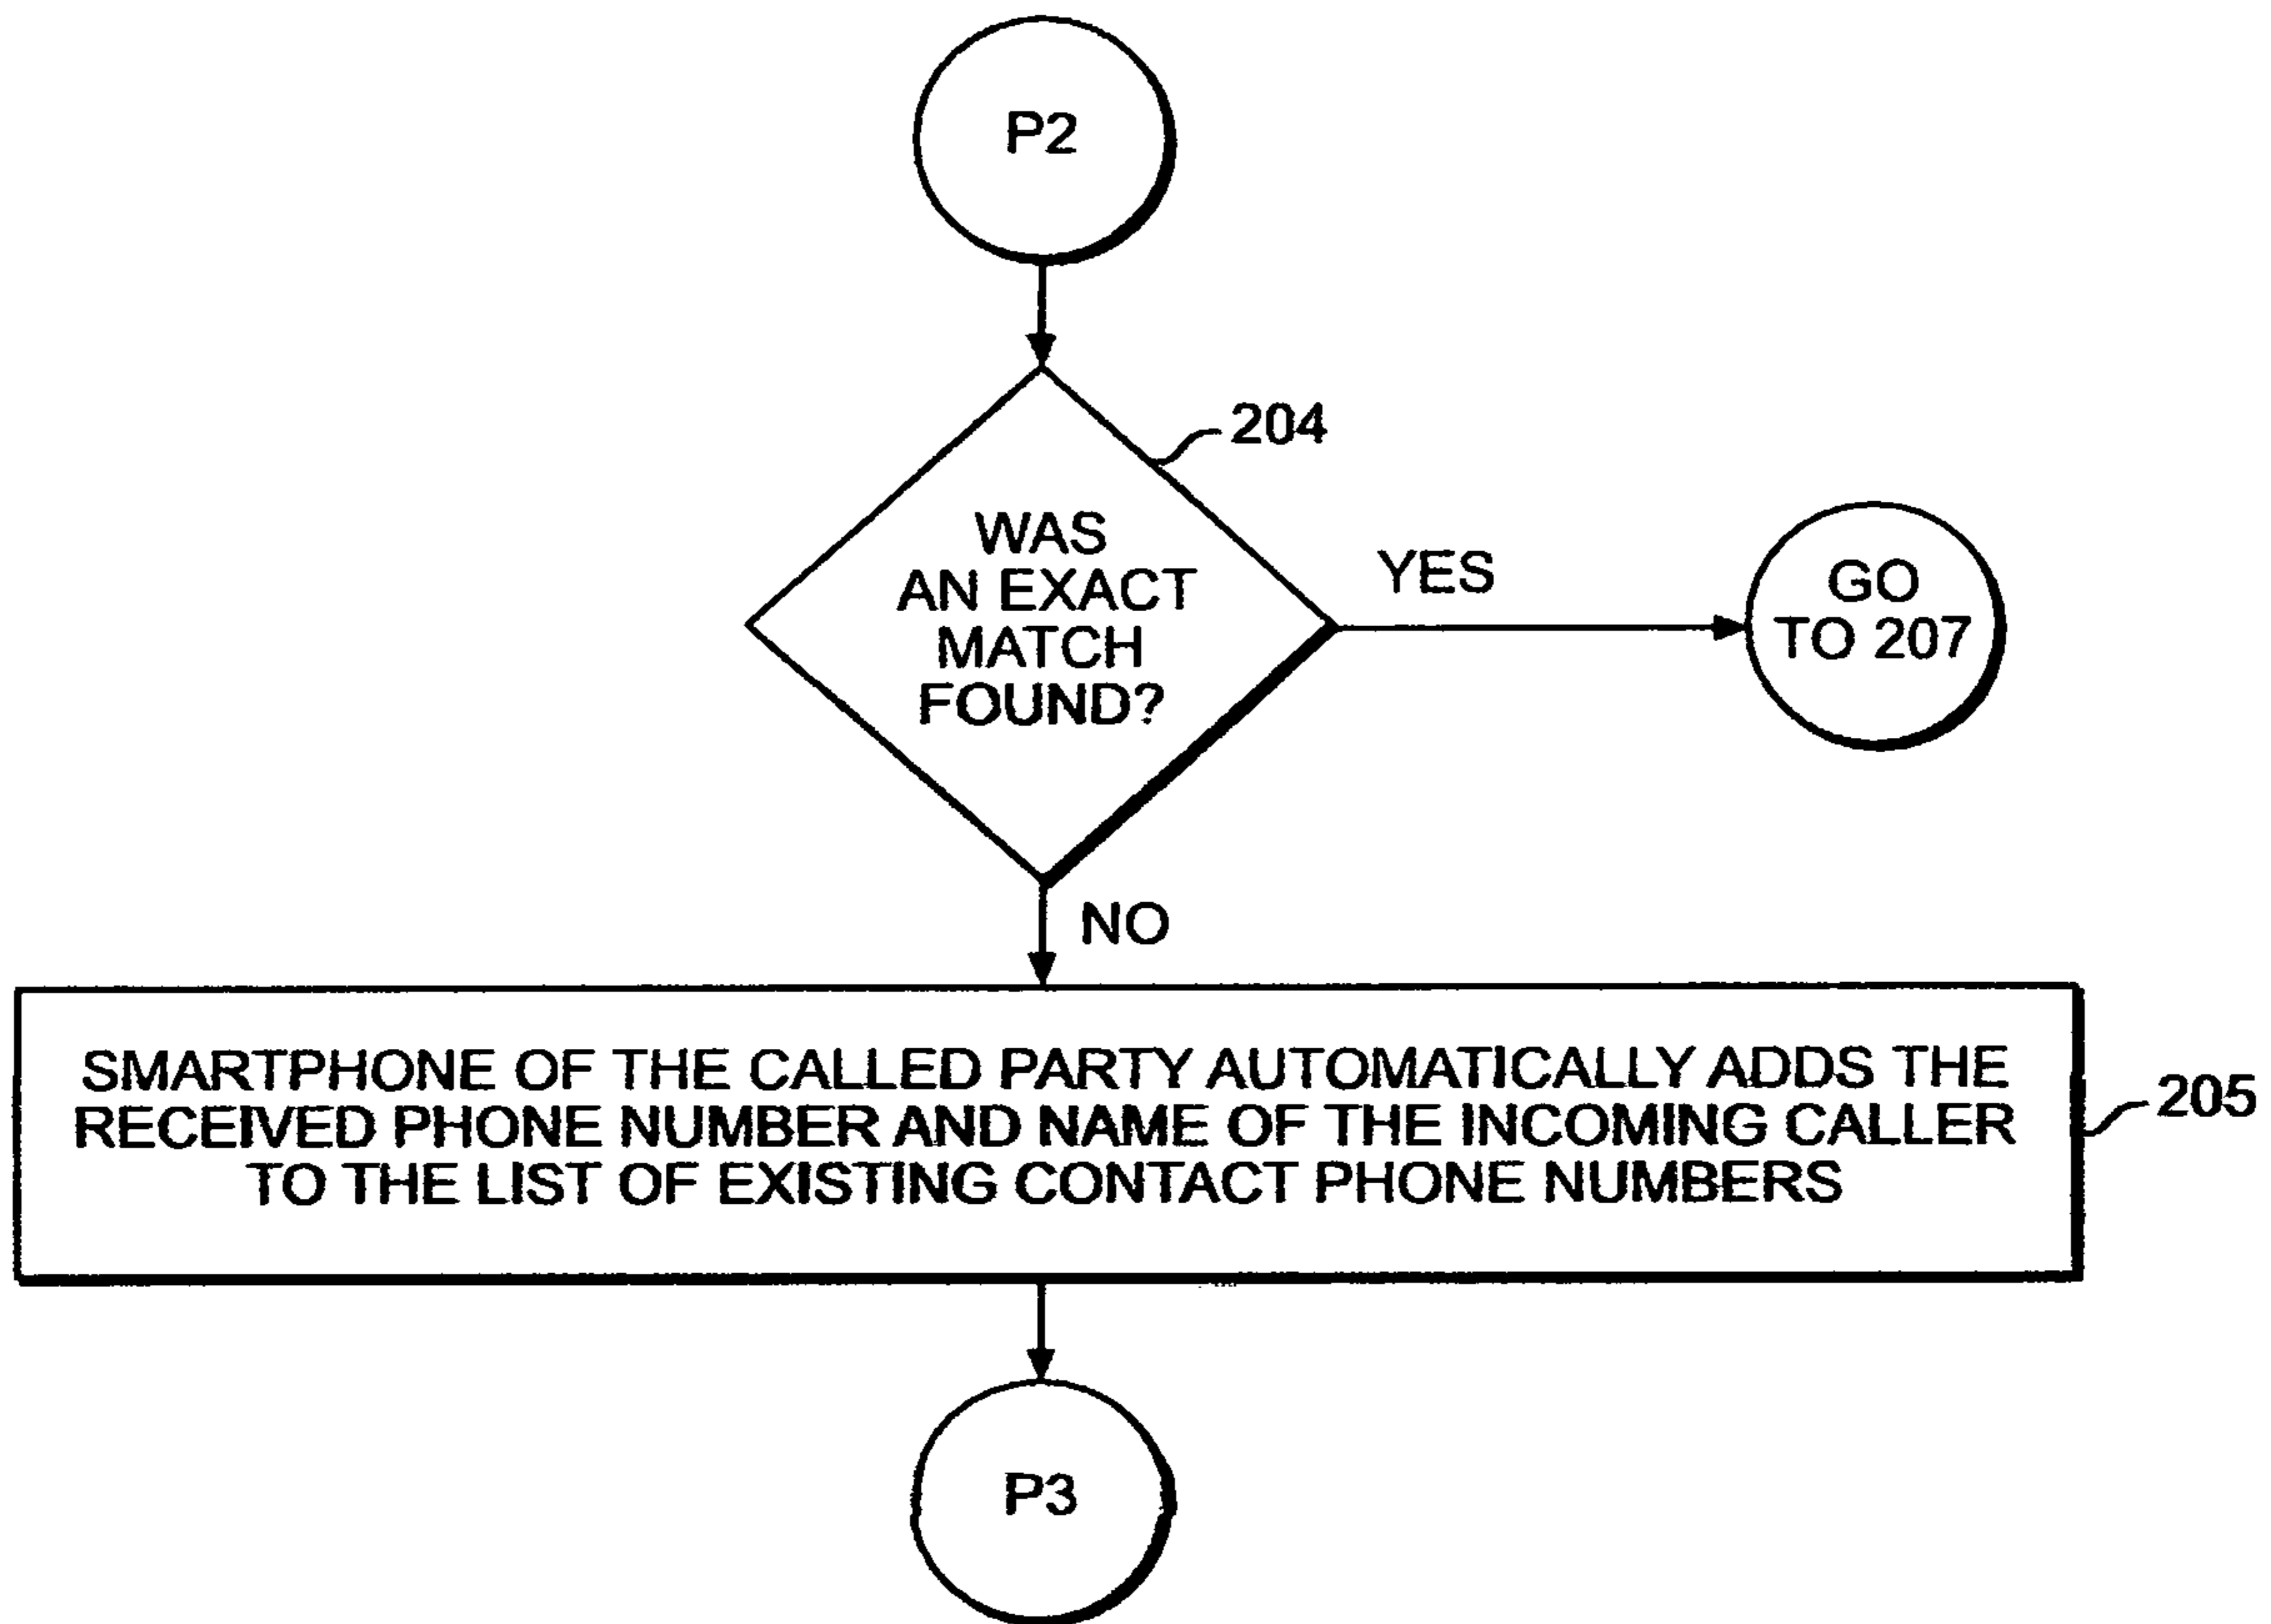 P2
204
WAS
AN EXACT
MATCH
FOUND?
YES
GO
TO 207
NO
SMARTPHONE OF THE CALLED PARTY AUTOMATICALLY ADDS THE
RECEIVED PHONE NUMBER AND NAME OF THE INCOMING CALLER
TO THE LIST OF EXISTING CONTACT PHONE NUMBERS
205
P3